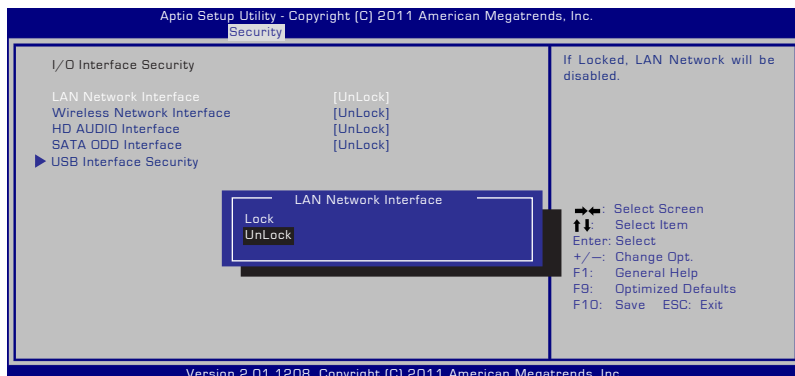 Aptio Setup Utility - Copyright (C) 2011 American Megatrends, Inc.
Security
I/O Interface Security
LAN Network Interface [UnLock]
Wireless Network Interface [UnLock]
HD AUDIO Interface [UnLock]
SATA ODD Interface [UnLock]
USB Interface Security
LAN Network Interface
Lock
UnLock
If Locked, LAN Network will be
disabled.
→←: Select Screen
↑↓: Select Item
Enter: Select
+/—: Change Opt.
F1: General Help
F9: Optimized Defaults
F10: Save ESC: Exit
Version 2.01.1208. Copyright (C) 2011 American Megatrends, Inc.